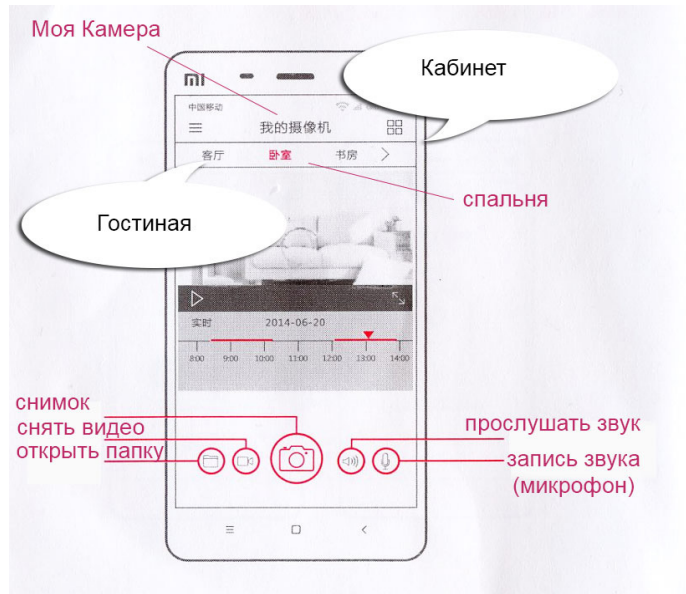 Моя Камера
Кабинет
mi
中国移动
我的摄像机
客厅 卧室 书房
спальня
Гостиная
实时 2014-06-20
8:00 9:00 10:00 11:00 12:00 13:00 14:00
снимок
снять видео
открыть папку
прослушать звук
запись звука
(микрофон)